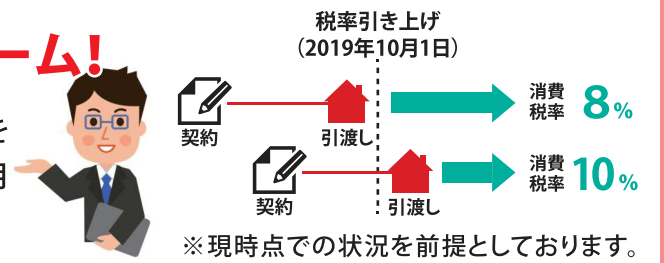 ーム!
を
税率引き上げ
(2019年10月1日)
契約
引渡し
消費
税率 8%
契約
引渡し
消費
税率 10%
※現時点での状況を前提としております。